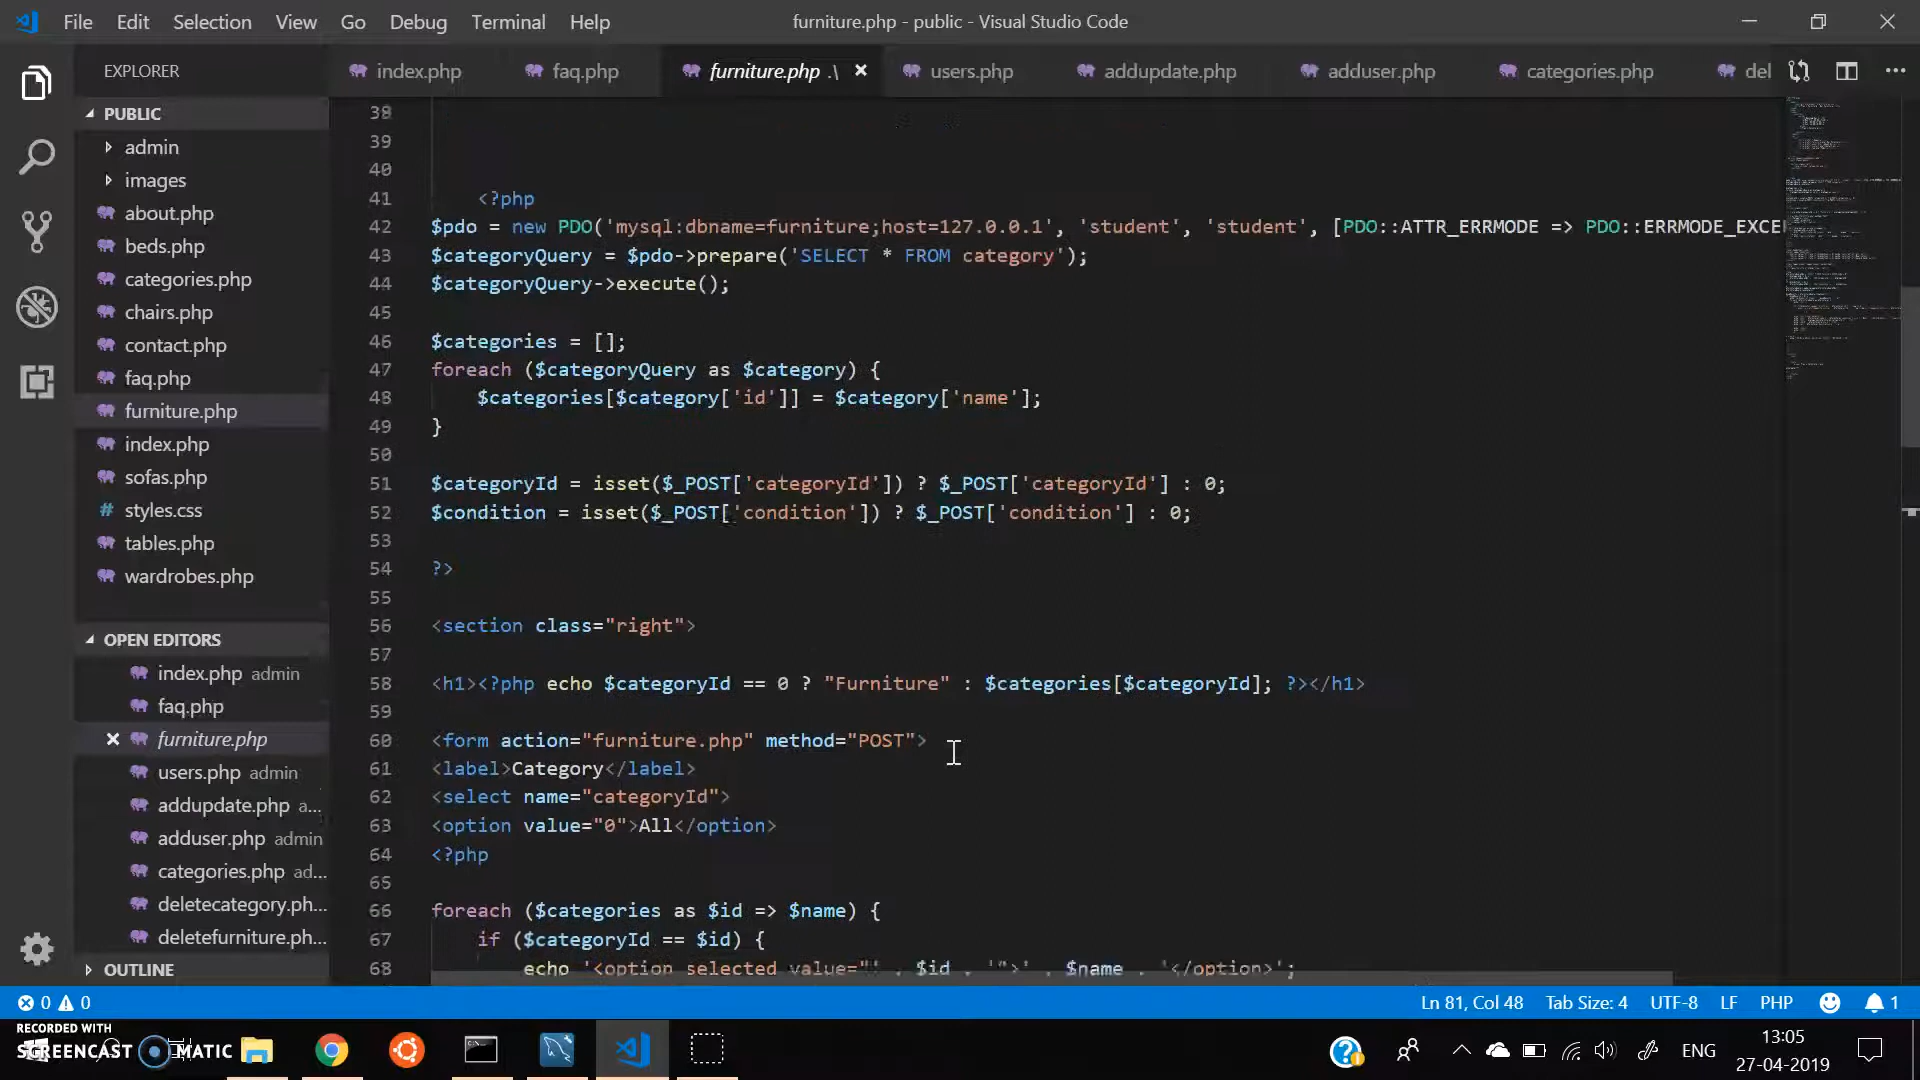 File Edit Selection View Go Debug Terminal Help
furniture.php - public - Visual Studio Code
EXPLORER
index.php
faq.php
furniture.php .\
users.php
addupdate.php
adduser.php
categories.php
del
PUBLIC
admin
images
about.php
beds.php
categories.php
chairs.php
contact.php
faq.php
furniture.php
index.php
sofas.php
# styles.css
tables.php
wardrobes.php
OPEN EDITORS
index.php admin
faq.php
furniture.php
users.php admin
addupdate.php a...
adduser.php admin
categories.php ad...
deletecategory.ph...
deletefurniture.ph...
OUTLINE
38
39
40
41 <?php
42 $pdo = new PDO('mysql:dbname=furniture;host=127.0.0.1', 'student', 'student', [PDO::ATTR_ERRMODE => PDO::ERRMODE_EXCE
43 $categoryQuery = $pdo->prepare('SELECT * FROM category');
44 $categoryQuery->execute();
45
46 $categories = [];
47 foreach ($categoryQuery as $category) {
48 $categories[$category['id']] = $category['name'];
49 }
50
51 $categoryId = isset($_POST['categoryId']) ? $_POST['categoryId'] : 0;
52 $condition = isset($_POST['condition']) ? $_POST['condition'] : 0;
53
54 ?>
55
56 <section class="right">
57
58 <h1><?php echo $categoryId == 0 ? "Furniture" : $categories[$categoryId]; ?></h1>
59
60 <form action="furniture.php" method="POST">
61 <label>Category</label>
62 <select name="categoryId">
63 <option value="0">All</option>
64 <?php
65
66 foreach ($categories as $id => $name) {
67 if ($categoryId == $id) {
68 echo '<option selected value="' . $id . '">' . $name . '</option>';
0 0
Ln 81, Col 48 Tab Size: 4 UTF-8 LF PHP 1
RECORDED WITH
SCREENCAST MATIC
ENG
13:05
27-04-2019